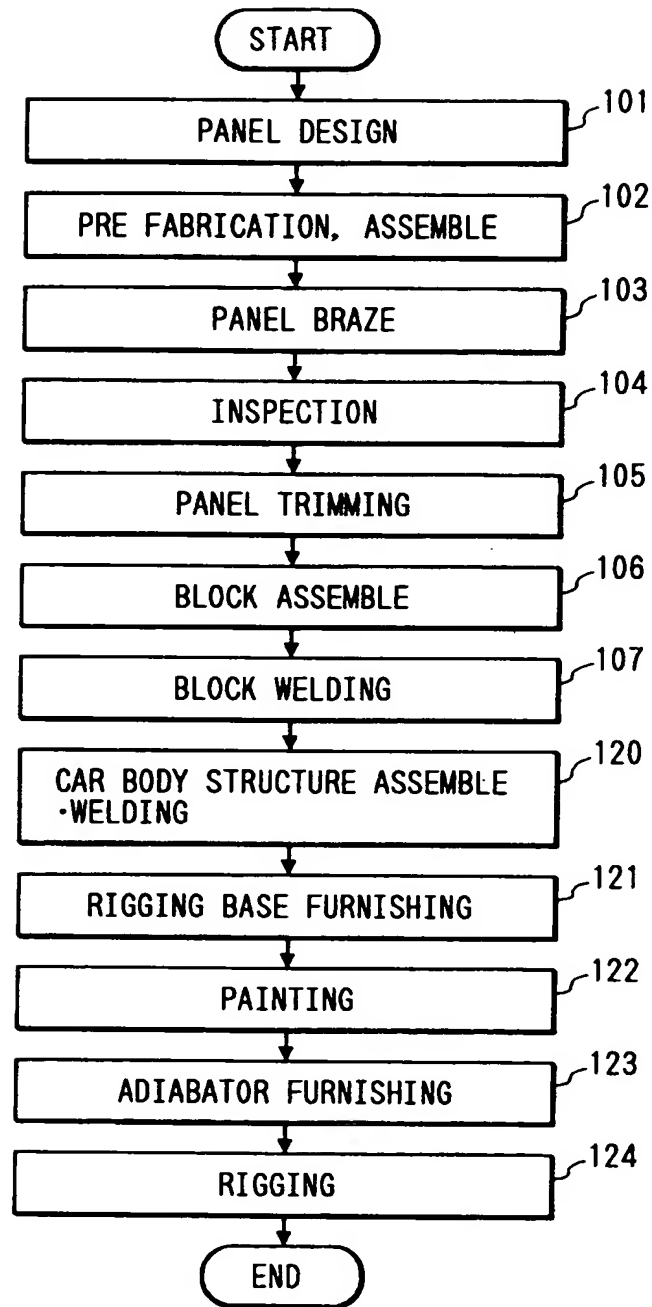 START
PANEL DESIGN
101
PRE FABRICATION, ASSEMBLE
102
PANEL BRAZE
103
INSPECTION
104
PANEL TRIMMING
105
BLOCK ASSEMBLE
106
BLOCK WELDING
107
CAR BODY STRUCTURE ASSEMBLE
·WELDING
120
RIGGING BASE FURNISHING
121
PAINTING
122
ADIABATOR FURNISHING
123
RIGGING
124
END